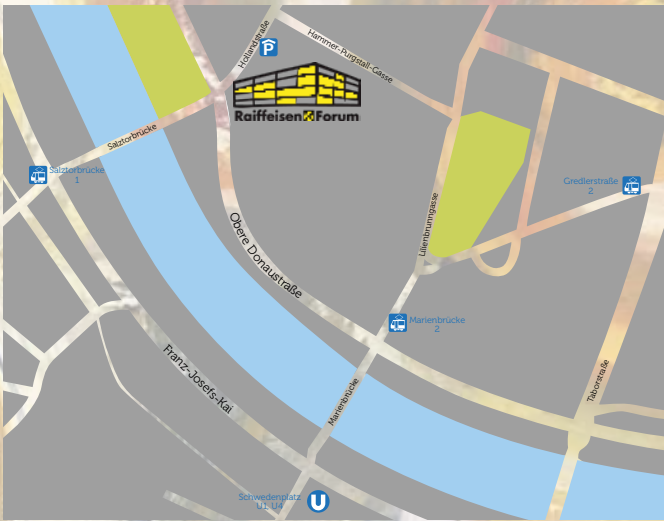 Hollandstraße
P
Hammer-Purgstall-Gasse
Raiffeisen Forum
Salztorbrücke
Salztorbrücke
1
Gredlerstraße
2
Lilienbrunngasse
Obere Donaustraße
Marienbrücke
2
Franz-Josefs-Kai
Marienbrücke
Taborstraße
Schwedenplatz
U1, U4
U